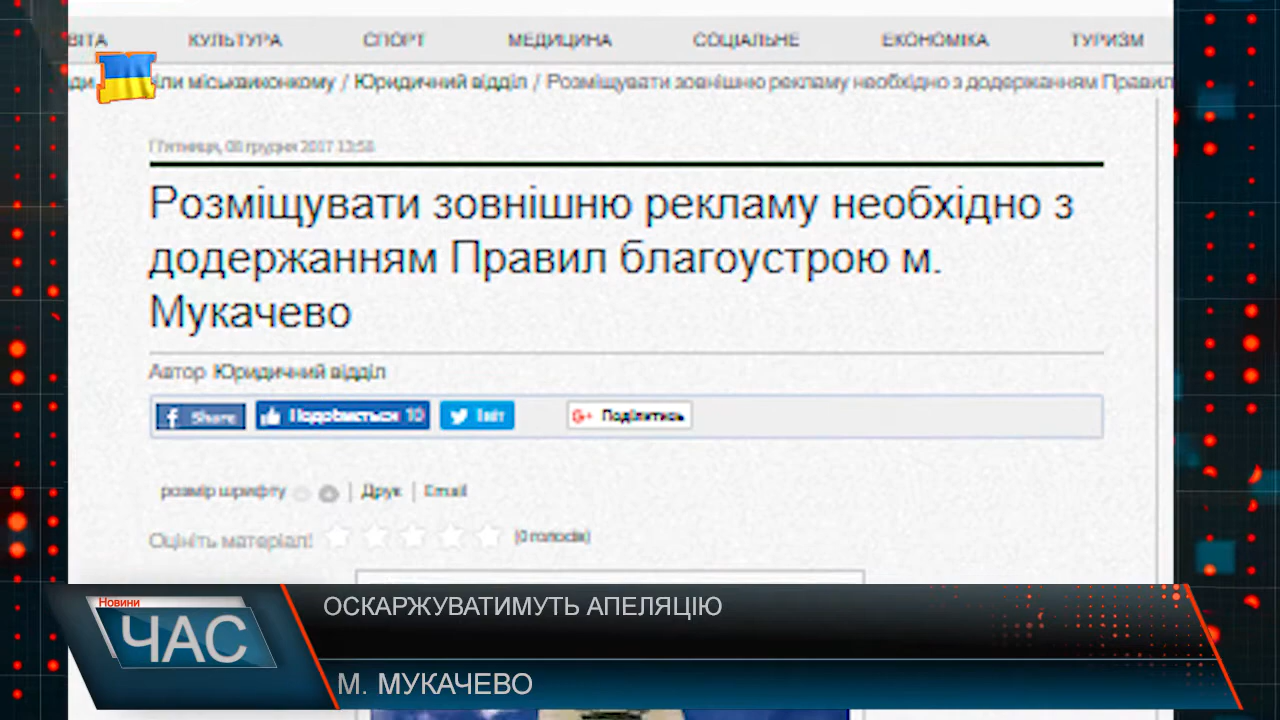 ВІТА КУЛЬТУРА СПОРТ МЕДИЦИНА СОЦІАЛЬНЕ ЕКОНОМІКА ТУРИЗМ
міськвиконкому / Юридичний відділ / Розміщувати зовнішню рекламу необхідно з додержанням Правил
П'ятниця, 08 грудня 2017 13:58
Розміщувати зовнішню рекламу необхідно з
додержанням Правил благоустрою м.
Мукачево
Автор Юридичний відділ
Share Подобається 10 Твіт G+ Поділитись
розмір шрифту | Друк | Email
Оцініть матеріал! (0 голосів)
Новини
ЧАС
ОСКАРЖУВАТИМУТЬ АПЕЛЯЦІЮ
М. МУКАЧЕВО